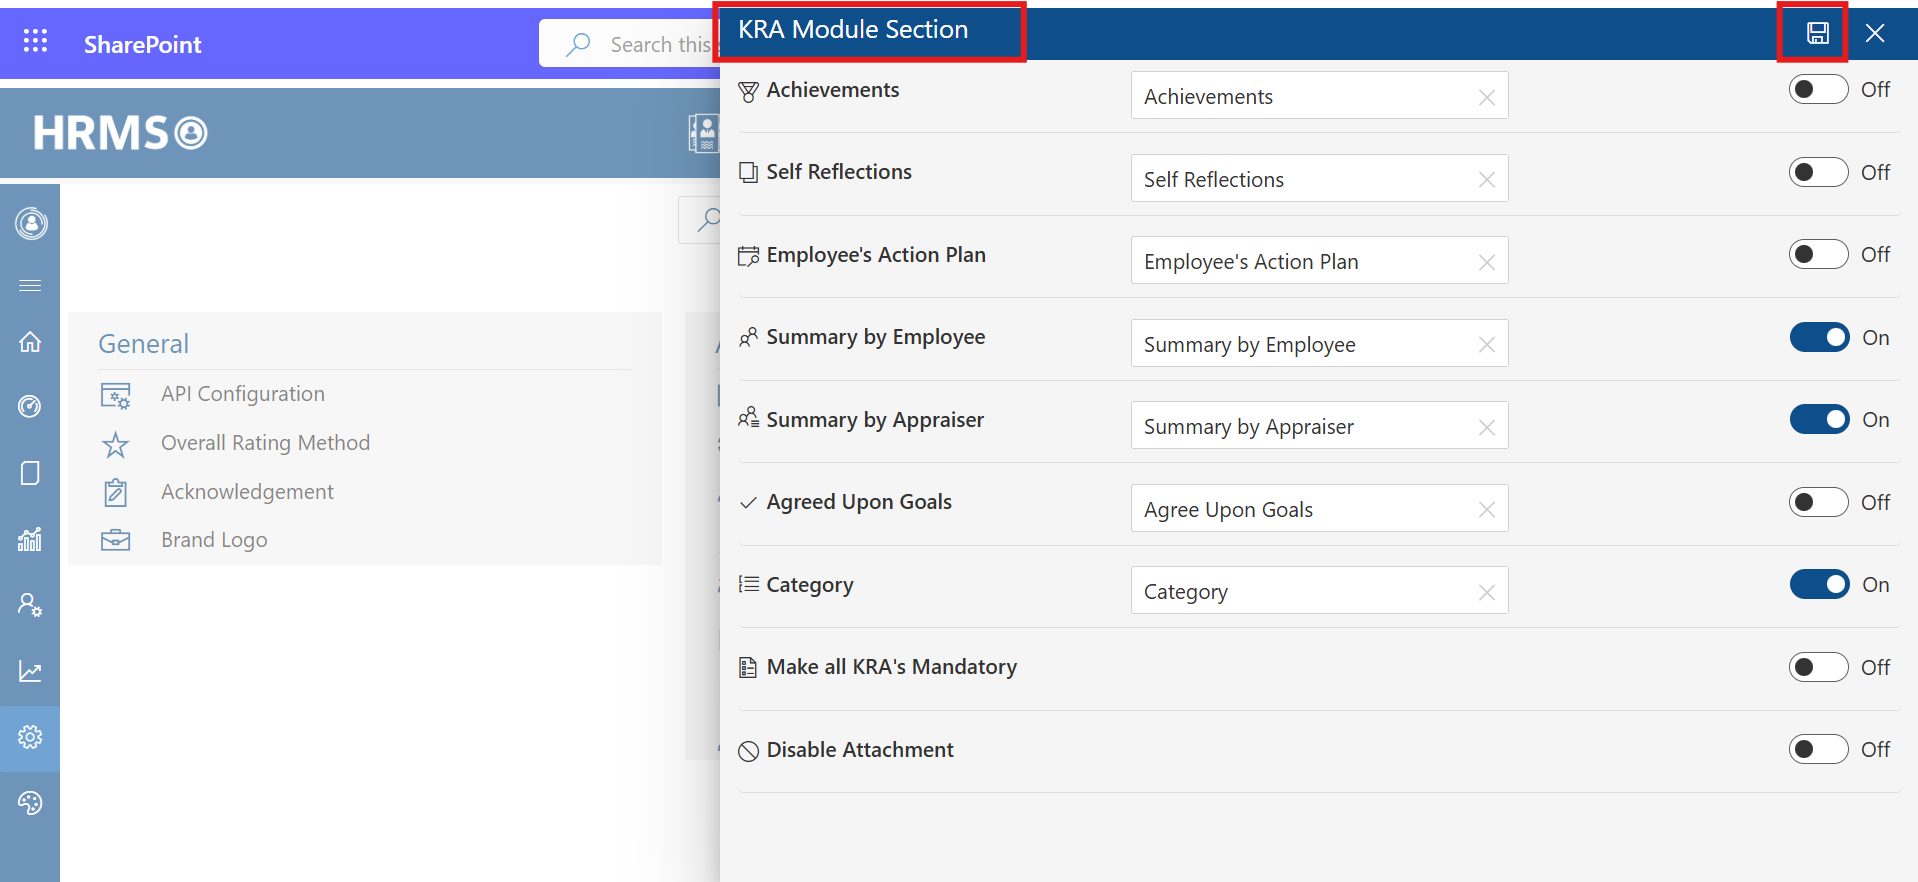 SharePoint
Search this
KRA Module Section
HRMS
Achievements
Achievements
Off
Self Reflections
Self Reflections
Off
Employee's Action Plan
Employee's Action Plan
Off
Summary by Employee
Summary by Employee
On
Summary by Appraiser
Summary by Appraiser
On
Agreed Upon Goals
Agree Upon Goals
Off
Category
Category
On
Make all KRA's Mandatory
Off
Disable Attachment
Off
General
API Configuration
Overall Rating Method
Acknowledgement
Brand Logo